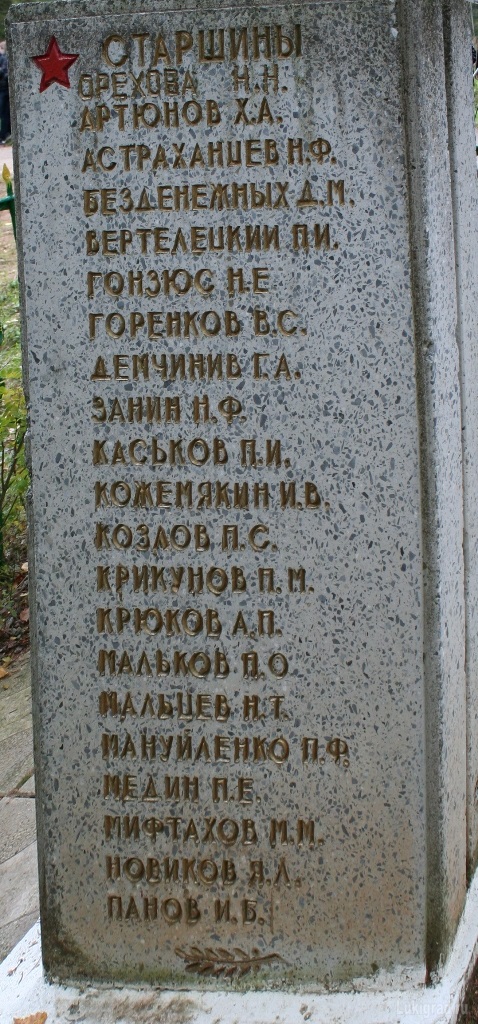 СТАРШИНЫ
ОРЕХОВА Н.Н.
АРТЮНОВ Х.А.
АСТРАХАНЦЕВ Н.Ф.
БЕЗДЕНЕЖНЫХ Д.М.
ВЕРТЕЛЕЦКИЙ П.И.
ГОНЗЮС Н.Е
ГОРЕНКОВ В.С.
ДЕМЧИНИВ Г.А.
ЗАНИН Н.Ф.
КАСЬКОВ П.И.
КОЖЕМЯКИН И.В.
КОЗЛОВ П.С.
КРИКУНОВ П.М.
КРЮКОВ А.П.
МАЛЬКОВ П.О
МАЛЬЦЕВ Н.Т.
МАНУЙЛЕНКО П.Ф.
МЕДИН П.Е.
МИФТАХОВ М.М.
НОВИКОВ Я.Л.
ПАНОВ И.Б.